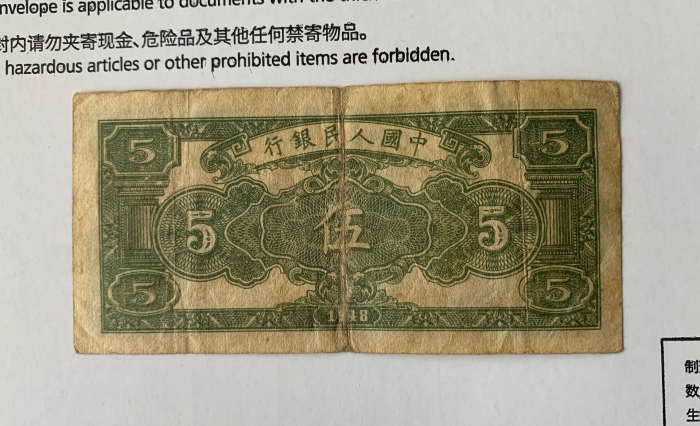 envelope is applicable to documents with the
封内请勿夹寄现金、危险品及其他任何禁寄物品。
hazardous articles or other prohibited items are forbidden.
行銀民人國中
5 5
5 伍 5
5 5
1948
制
数
生